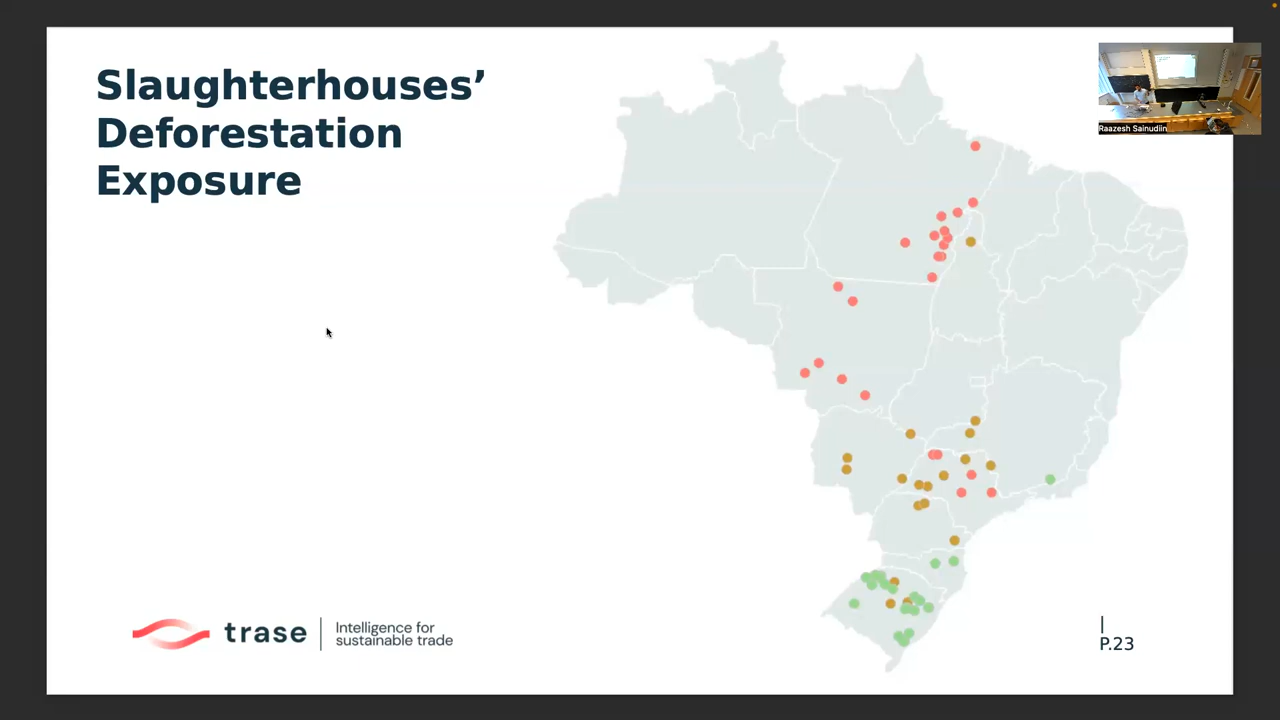 Slaughterhouses’
Deforestation
Exposure
Raazesh Sainudiin
trase
Intelligence for
sustainable trade
|
P.23